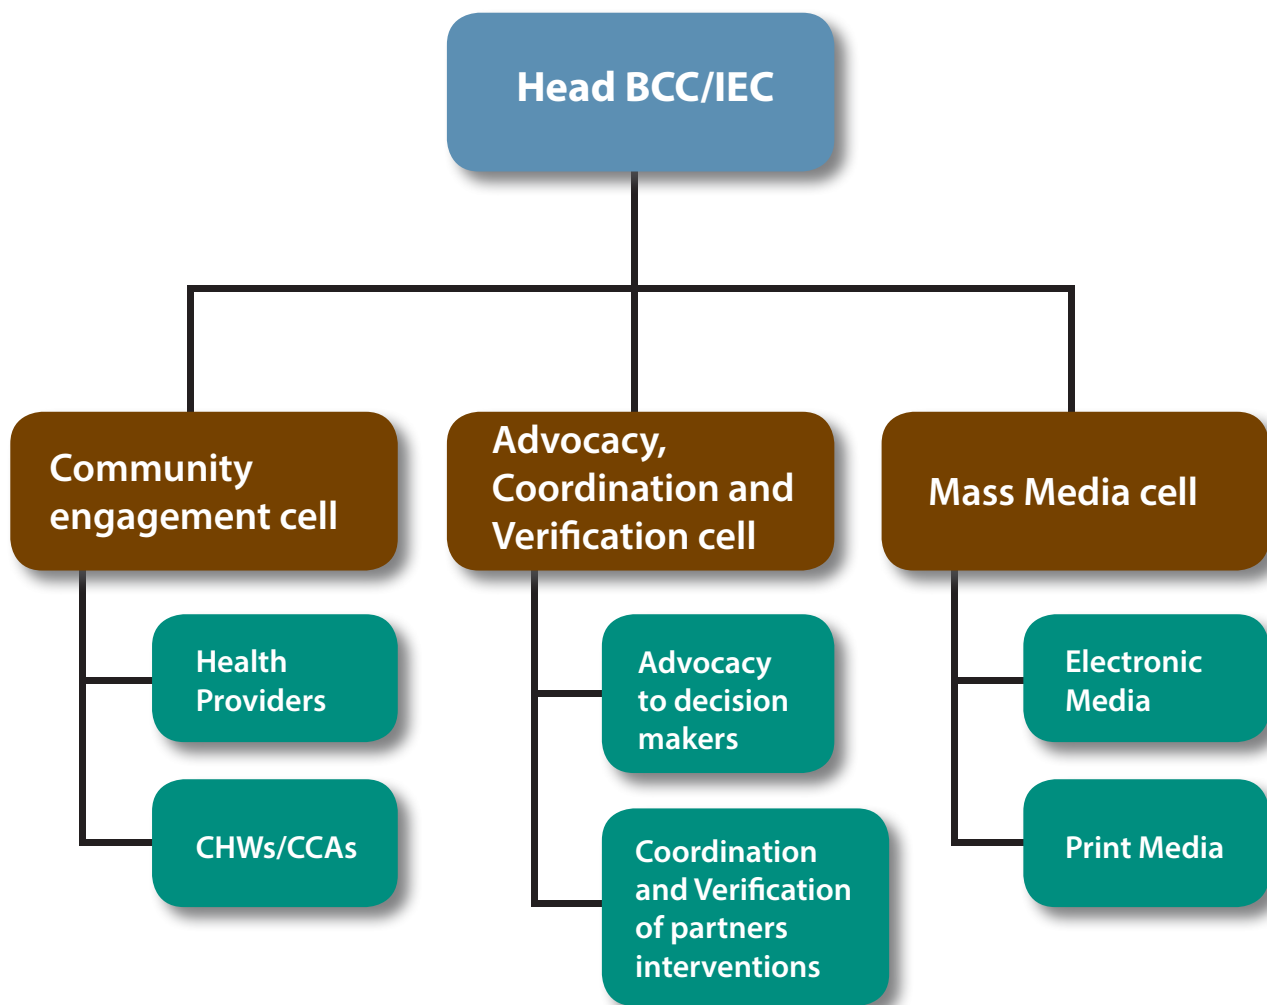 Head BCC/IEC
Community
engagement cell
Health
Providers
CHWs/CCAs
Advocacy,
Coordination and
Verification cell
Advocacy
to decision
makers
Coordination
and Verification
of partners
interventions
Mass Media cell
Electronic
Media
Print Media